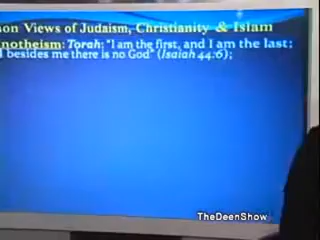 non Views of Judaism, Christianity & Islam
notheism: Torah: "I am the first, and I am the last;
besides me there is no God" (Isaiah 44:6);
TheDeenShow